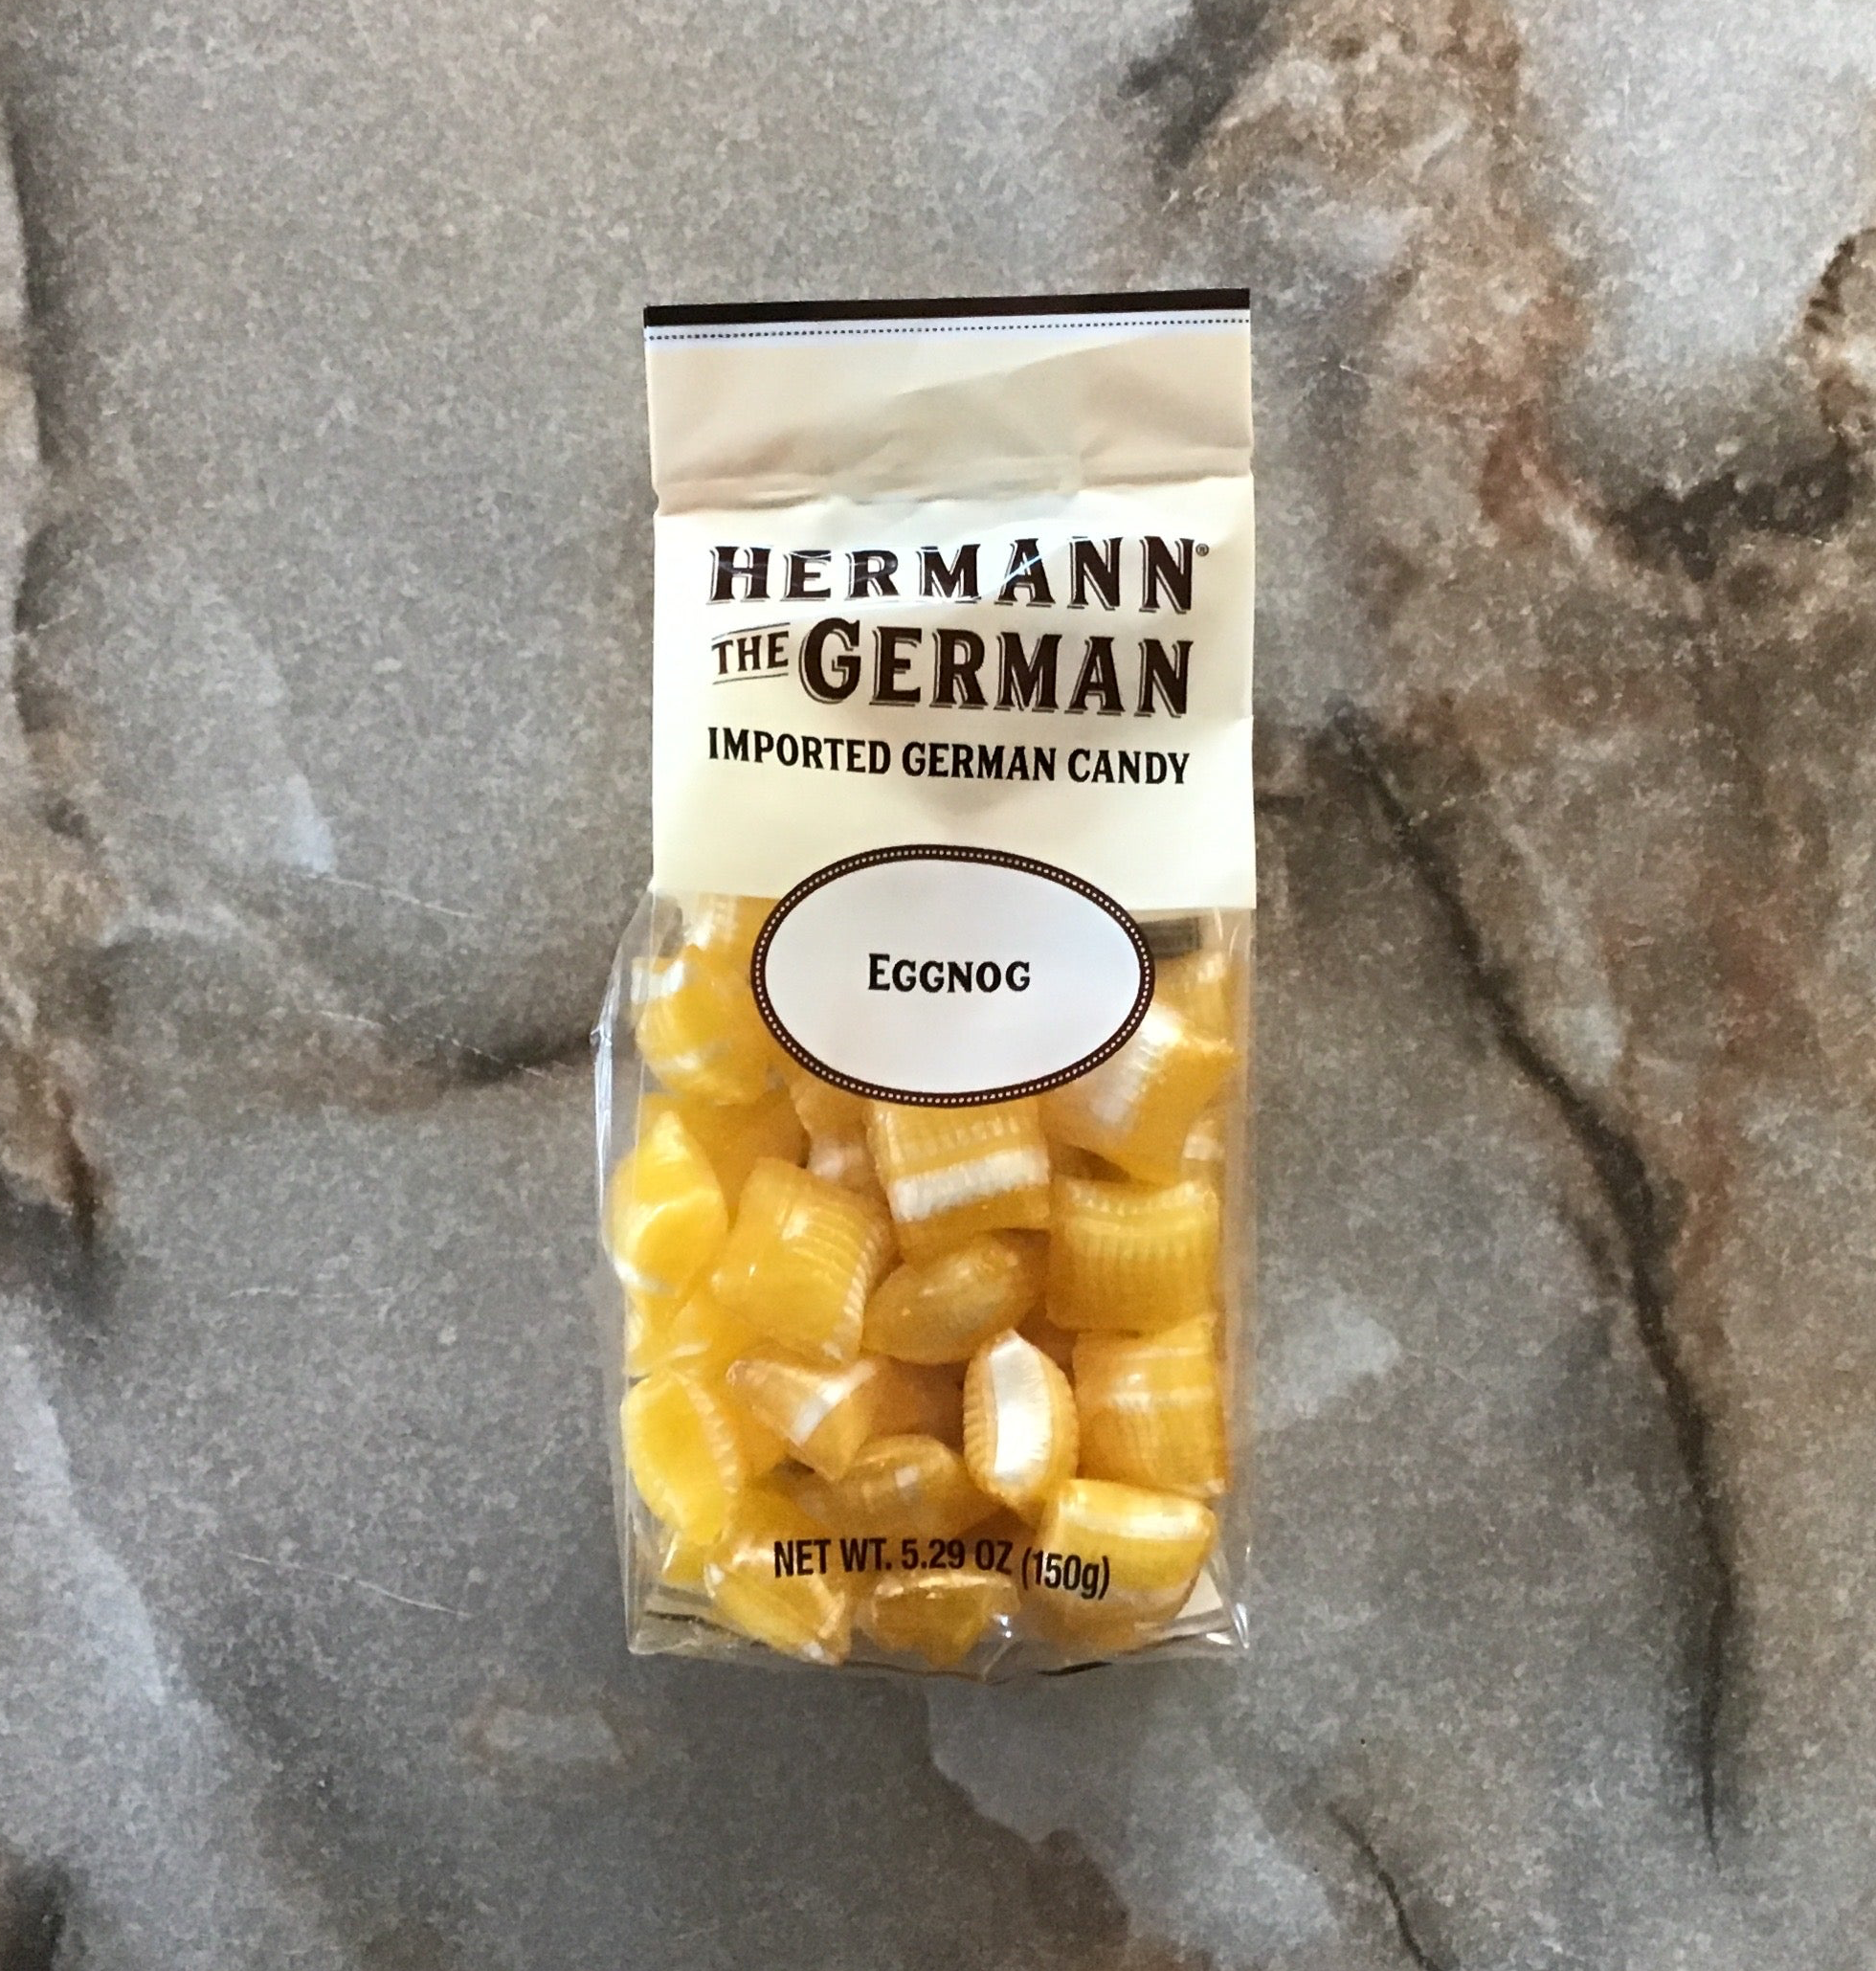 HERMANN®
THE GERMAN
IMPORTED GERMAN CANDY
EGGNOG
NET WT. 5.29 OZ (150g)